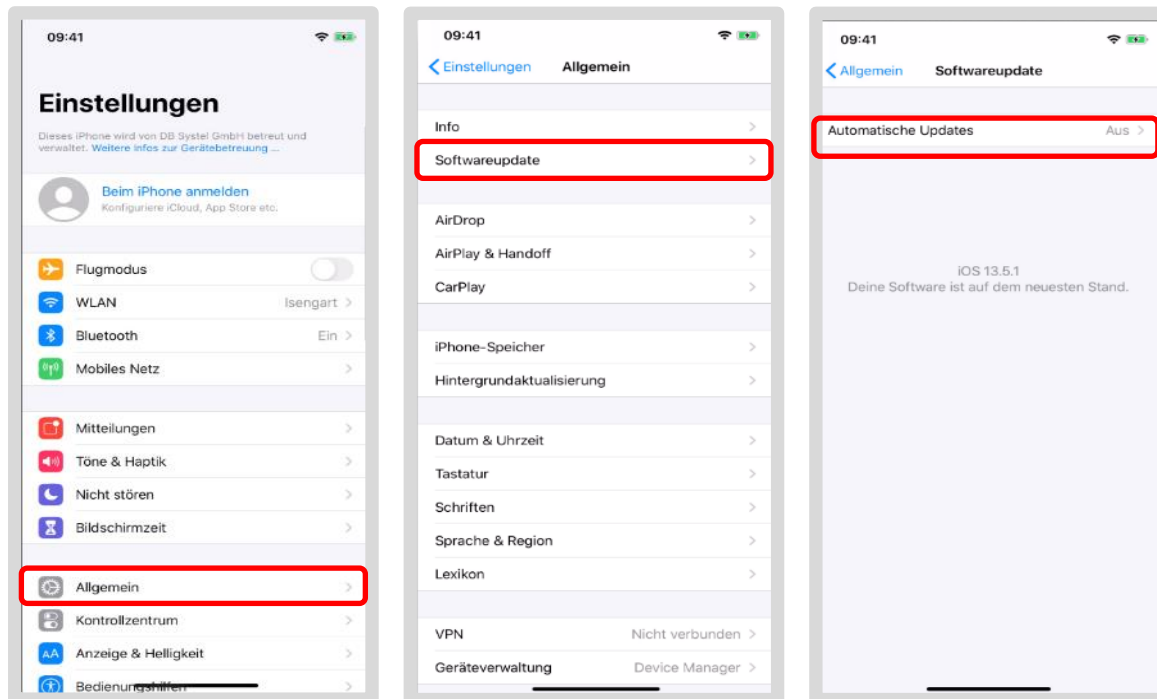 09:41
Einstellungen
Dieses iPhone wird von DB Systel GmbH betreut und
verwaltet. Weitere Infos zur Gerätebetreuung ...
Beim iPhone anmelden
Konfiguriere iCloud, App Store etc.
Flugmodus
WLAN Isengart
Bluetooth Ein
Mobiles Netz
Mitteilungen
Töne & Haptik
Nicht stören
Bildschirmzeit
Allgemein
Kontrollzentrum
AA Anzeige & Helligkeit
Bedienungshilfen
09:41
Einstellungen Allgemein
Info
Softwareupdate
AirDrop
AirPlay & Handoff
CarPlay
iPhone-Speicher
Hintergrundaktualisierung
Datum & Uhrzeit
Tastatur
Schriften
Sprache & Region
Lexikon
VPN Nicht verbunden
Geräteverwaltung Device Manager
09:41
Allgemein Softwareupdate
Automatische Updates Aus
iOS 13.5.1
Deine Software ist auf dem neuesten Stand.